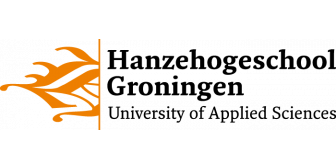 Hanzehogeschool
Groningen
University of Applied Sciences